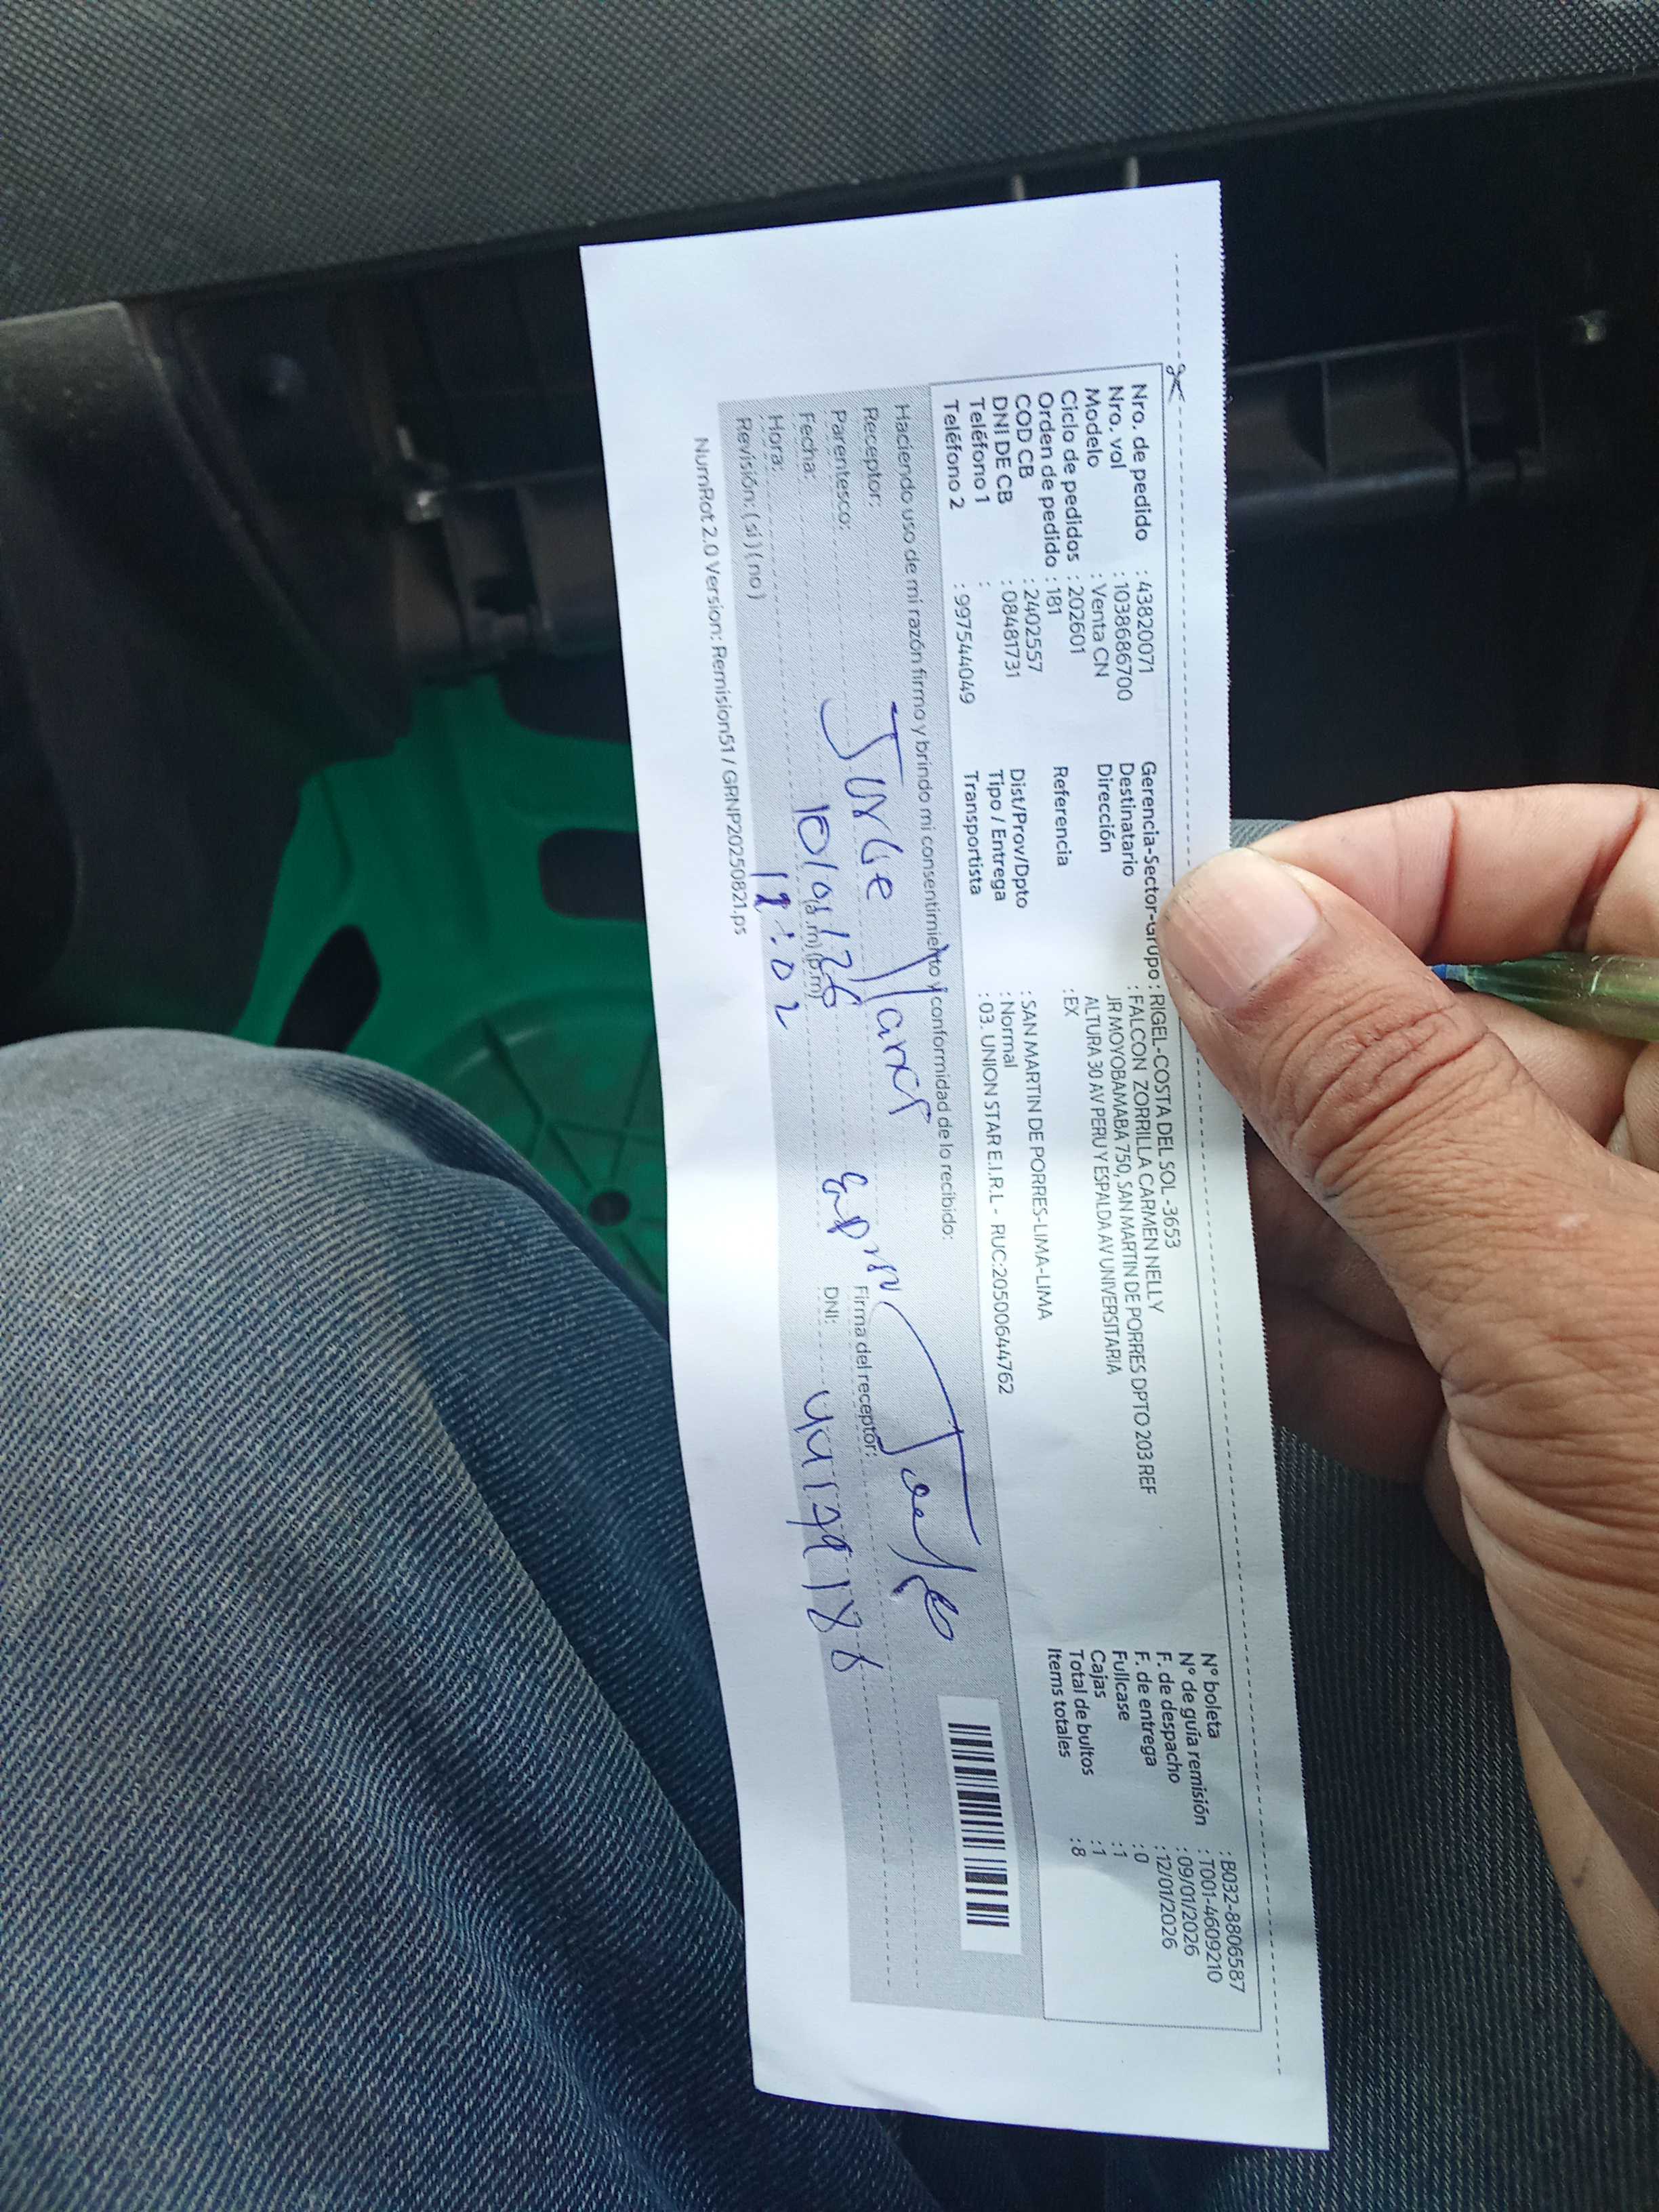 Nro. de pedido : 43820071
Nro. val : 1038686700
Modelo : Venta CN
Ciclo de pedidos : 202601
Orden de pedido : 181
COD CB : 2402557
DNI DE CB : 08481731
Teléfono 1 :
Teléfono 2 : 997544049
Gerencia-Sector-Grupo : RIGEL-COSTA DEL SOL-3653
Destinatario : FALCON ZORRILLA CARMEN NELLY
Dirección JR MOYOBAMABA 750, SAN MARTIN DE PORRES DPTO 203 REF
ALTURA 30 AV PERU Y ESPALDA AV UNIVERSITARIA
Referencia : EX
Dist/Prov/Dpto : SAN MARTIN DE PORRES-LIMA-LIMA
Tipo / Entrega : Normal
Transportista : 03. UNION STAR E.I.R.L - RUC:20500644762
N° boleta : B032-8806587
N° de guía remisión : T001-4609210
F. de despacho : 09/01/2026
F. de entrega : 12/01/2026
Fullcase : 0
Cajas : 1
Total de bultos : 1
Items totales : 8
Haciendo uso de mi razón firmo y brindo mi consentimiento y conformidad de lo recibido:
Receptor: Jorge
Parentesco:
Firma del receptor:
Fecha: 10/01/26
DNI:
Hora: (a.m) (p.m) 12:02
Revisión: (si) (no)
NumRot 2.0 Version: Remision51 / GRNP20250821.ps